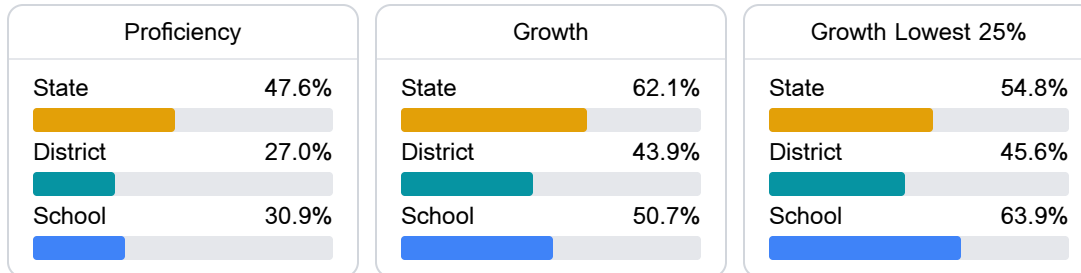 Proficiency
State 47.6%
District 27.0%
School 30.9%
Growth
State 62.1%
District 43.9%
School 50.7%
Growth Lowest 25%
State 54.8%
District 45.6%
School 63.9%